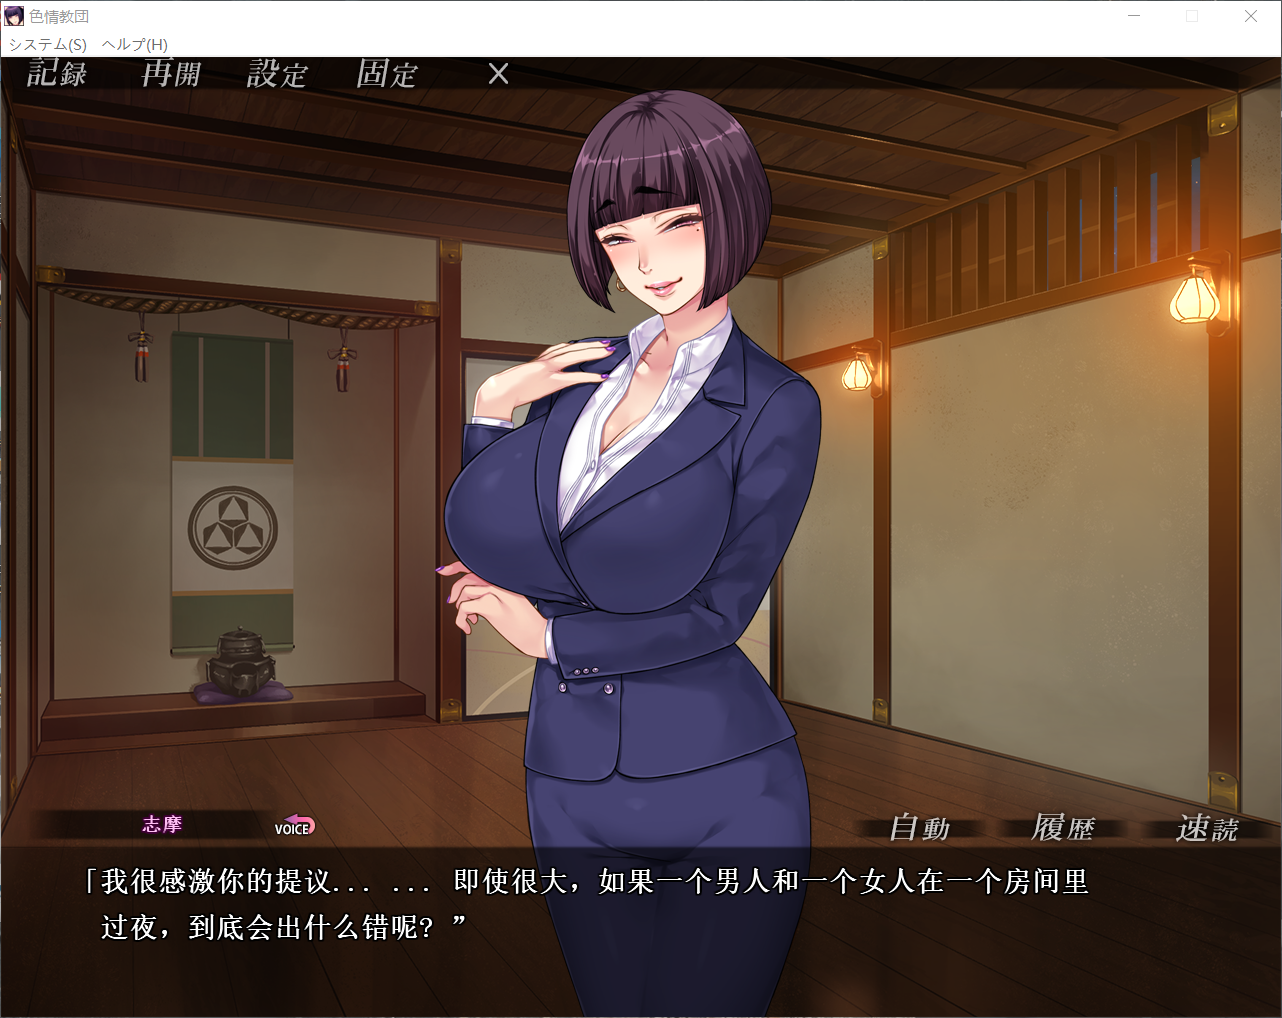 色情教団
システム(S) ヘルプ(H)
記録 再開 設定 固定 ×
志摩 VOICE
自動 履歴 速読
「我很感激你的提议... ... 即使很大，如果一个男人和一个女人在一个房间里
过夜，到底会出什么错呢? ”